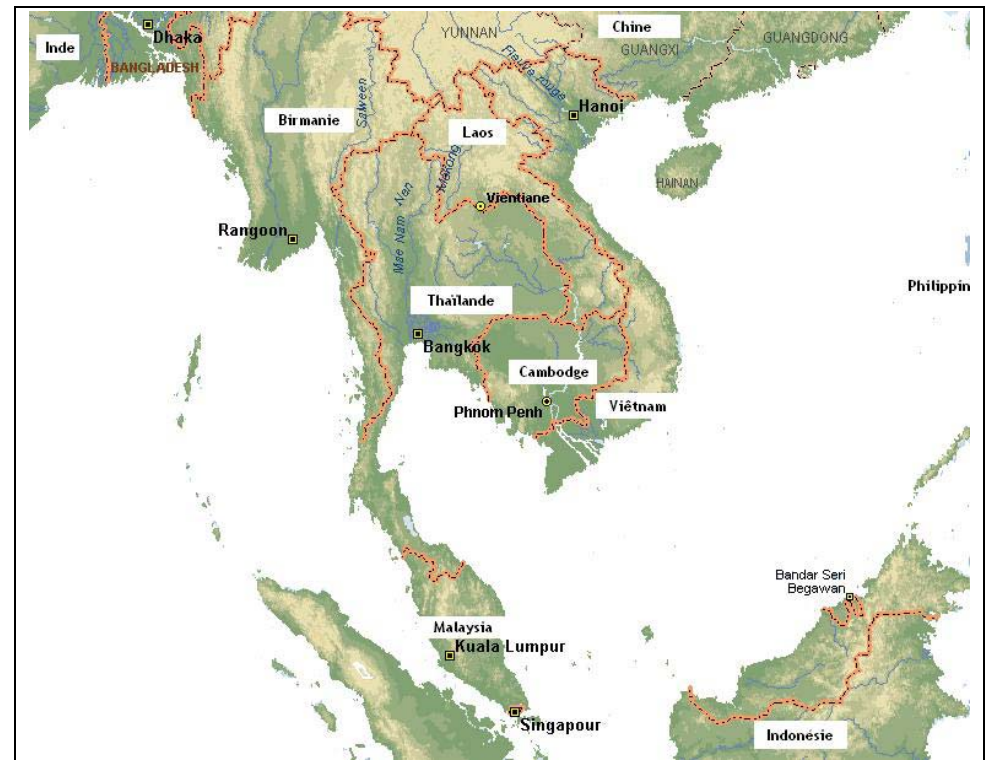 Chine
YUNNAN
GUANGXI
GUANGDONG
Inde
Dhaka
BANGLADESH
Fleuve rouge
Hanoi
Salween
Birmanie
Laos
Mékong
HAINAN
Vientiane
Mae Nam Nan
Rangoon
Philippin
Thaïlande
Bangkok
Cambodge
Phnom Penh
Viêtnam
Bandar Seri
Begawan
Malaysia
Kuala Lumpur
Singapour
Indonésie